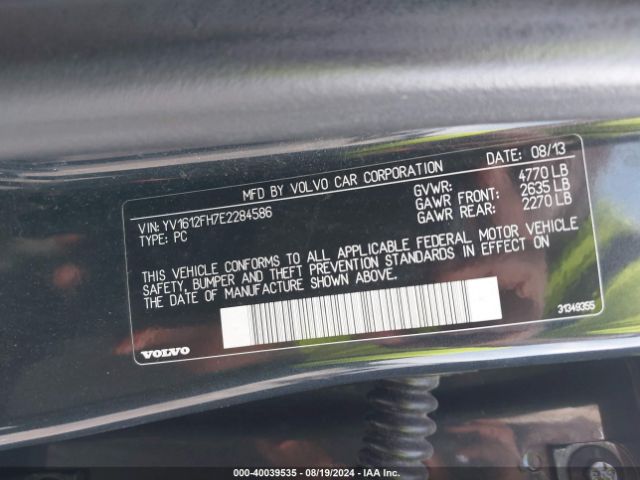 MFD BY VOLVO CAR CORPORATION DATE: 08/13
VIN: YV1612FH7E2284586
TYPE: PC
GVWR: 4770 LB
GAWR FRONT: 2635 LB
GAWR REAR: 2270 LB
THIS VEHICLE CONFORMS TO ALL APPLICABLE FEDERAL MOTOR VEHICLE
SAFETY, BUMPER AND THEFT PREVENTION STANDARDS IN EFFECT ON
THE DATE OF MANUFACTURE SHOWN ABOVE.
VOLVO
31349355
000-40039535 - 08/19/2024 - IAA Inc.